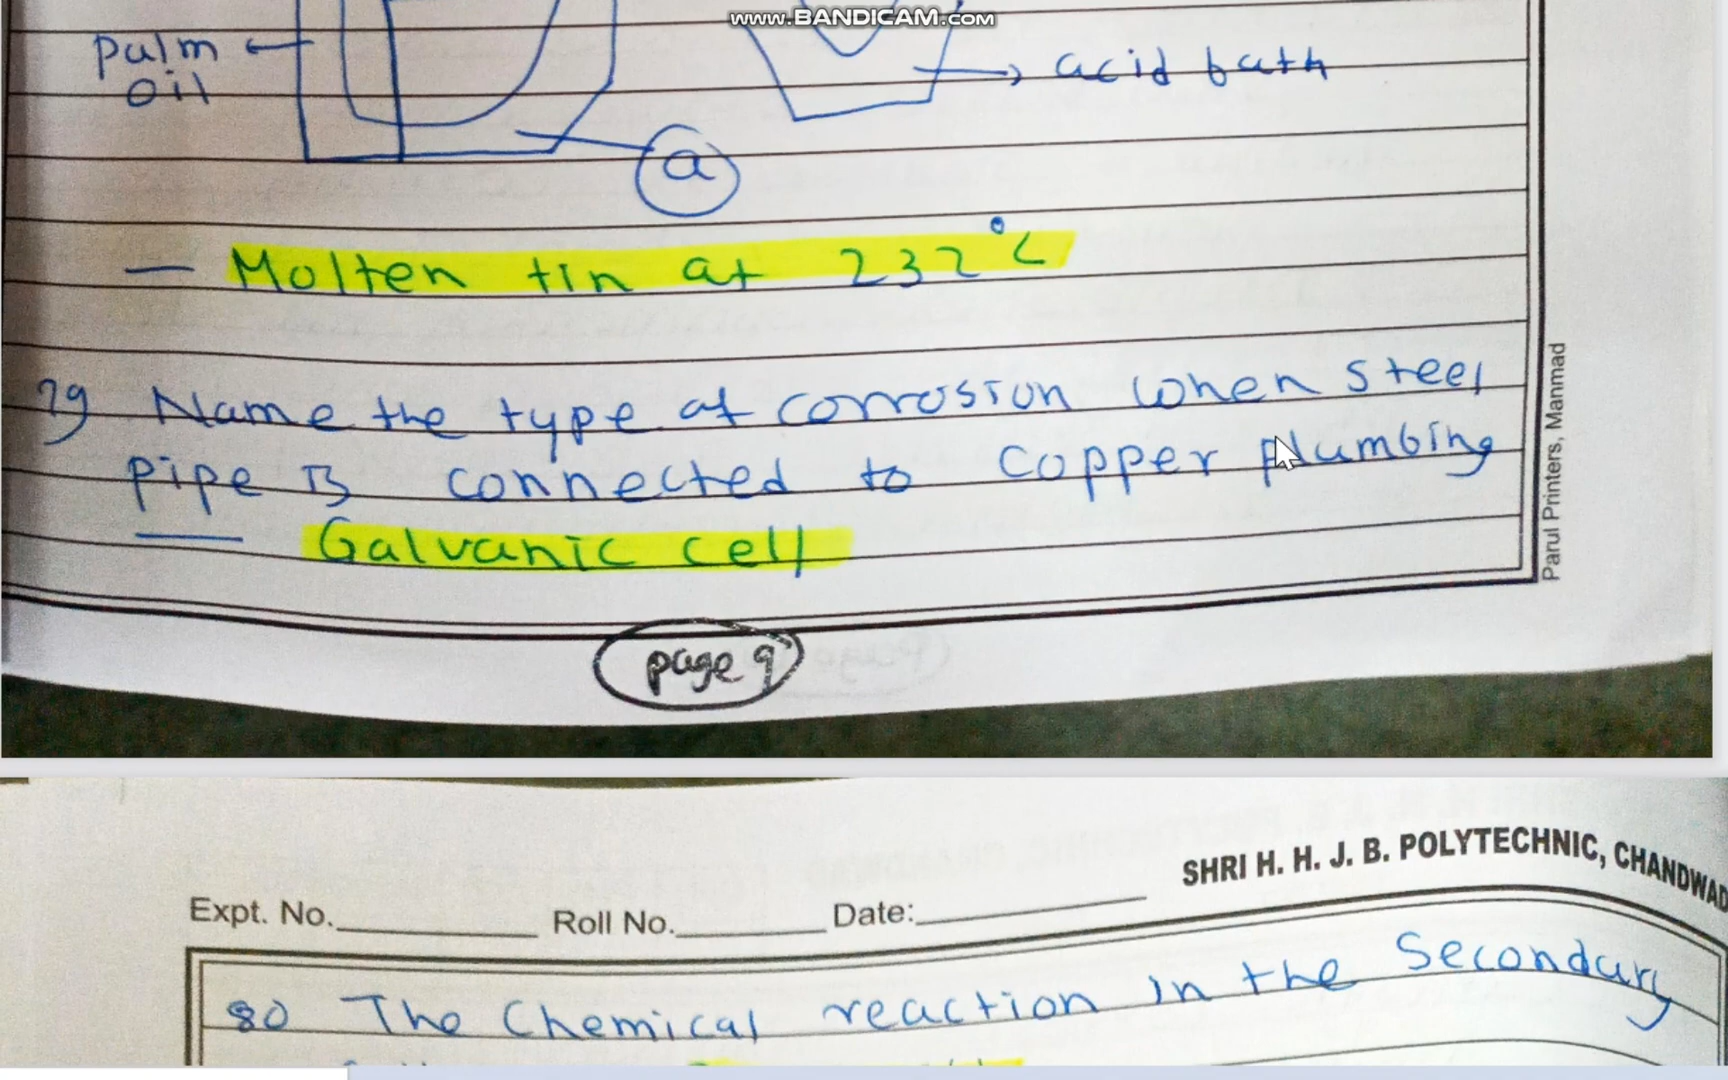 www.BANDICAM.com
Palm
oil
acid bath
a
— Molten tin at 232°C
79 Name the type of corrosion when steel
pipe is connected to copper plumbing
— Galvanic cell
Parul Printers, Manmad
page 9
SHRI H. H. J. B. POLYTECHNIC, CHANDWAD
Expt. No. Roll No. Date:
80 The Chemical reaction in the Secondary